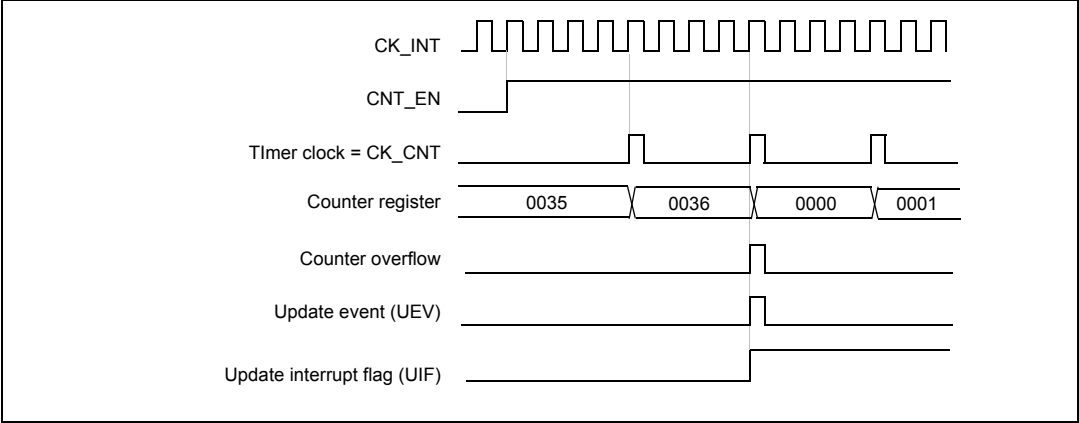 CK_INT
CNT_EN
TImer clock = CK_CNT
Counter register 0035 0036 0000 0001
Counter overflow
Update event (UEV)
Update interrupt flag (UIF)